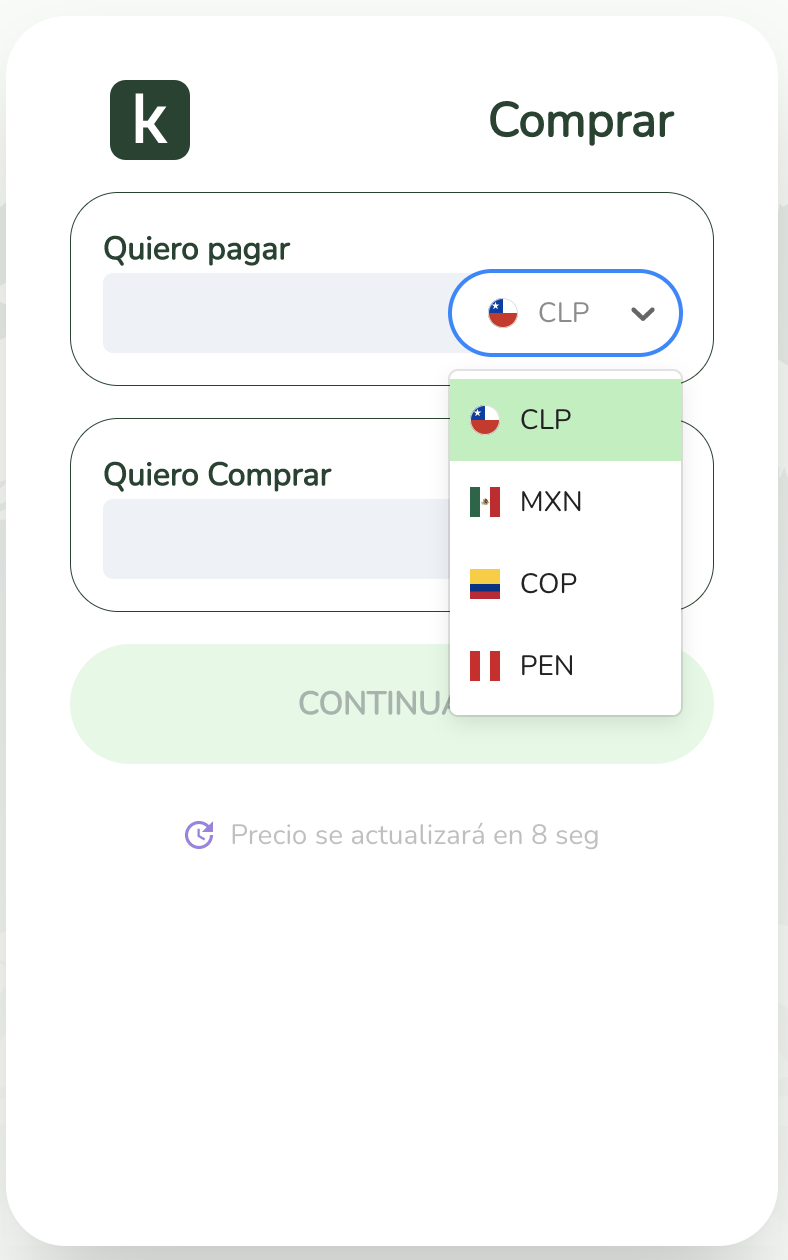 k
Comprar
Quiero pagar
CLP
CLP
Quiero Comprar
MXN
COP
PEN
CONTINUA
Precio se actualizará en 8 seg